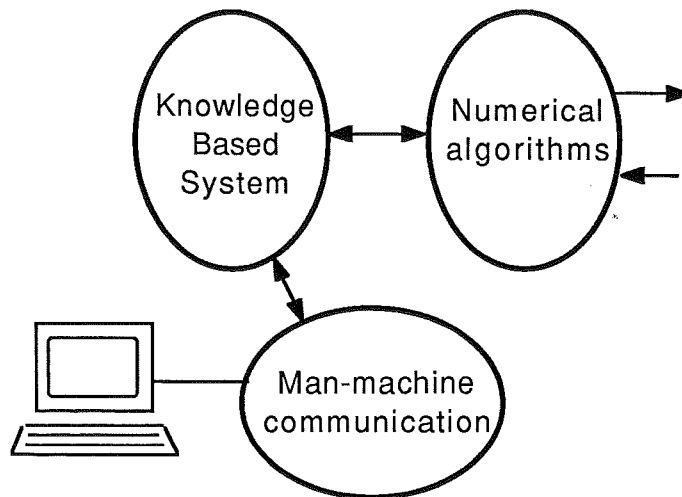 Knowledge
Based
System
Numerical
algorithms
Man-machine
communication